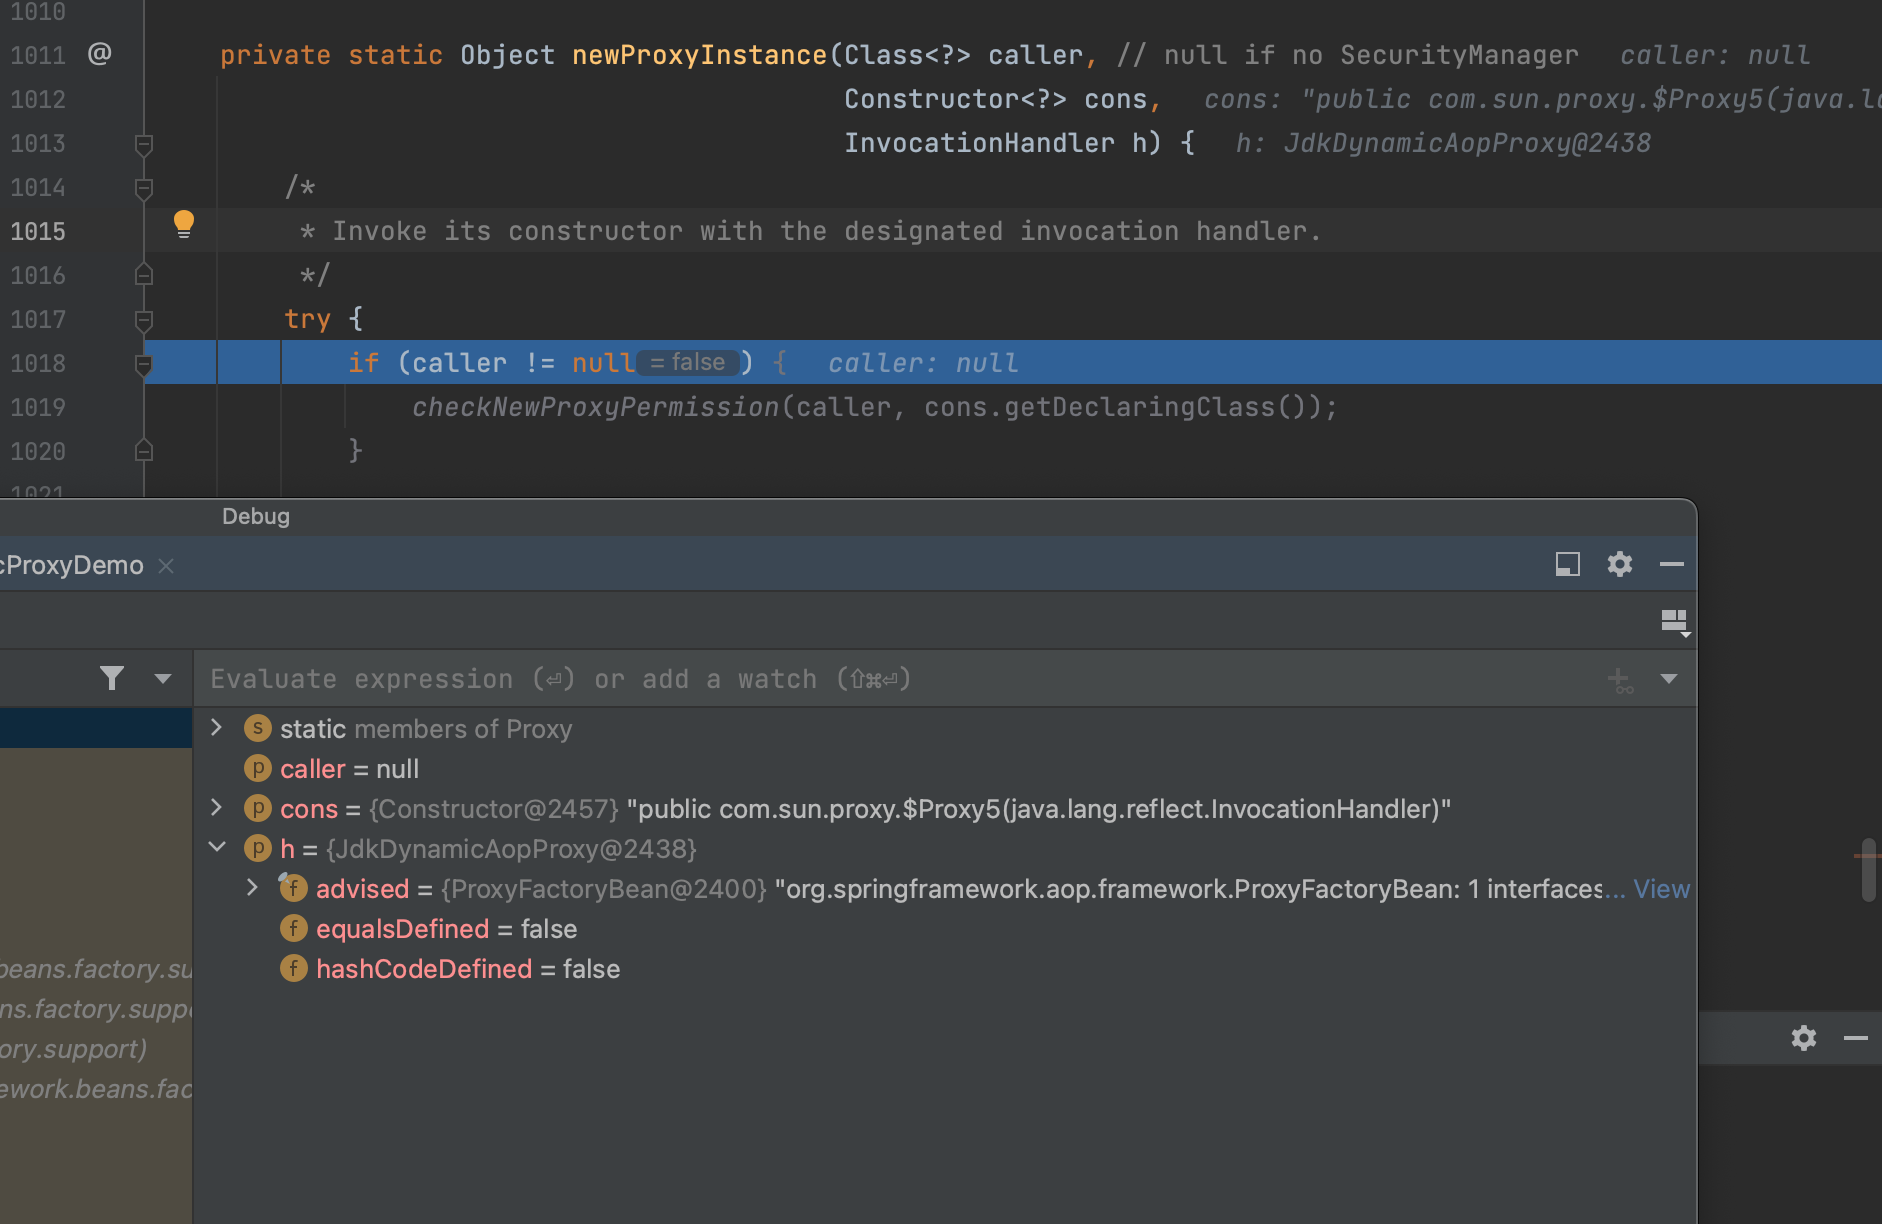 1010
1011 @ private static Object newProxyInstance(Class<?> caller, // null if no SecurityManager caller: null
1012 Constructor<?> cons, cons: "public com.sun.proxy.$Proxy5(java.l
1013 InvocationHandler h) { h: JdkDynamicAopProxy@2438
1014 /*
1015 * Invoke its constructor with the designated invocation handler.
1016 */
1017 try {
1018 if (caller != null = false ) { caller: null
1019 checkNewProxyPermission(caller, cons.getDeclaringClass());
1020 }
1021
Debug
cProxyDemo
Evaluate expression (⏎) or add a watch (⇧⌘⏎)
s static members of Proxy
p caller = null
p cons = {Constructor@2457} "public com.sun.proxy.$Proxy5(java.lang.reflect.InvocationHandler)"
p h = {JdkDynamicAopProxy@2438}
f advised = {ProxyFactoryBean@2400} "org.springframework.aop.framework.ProxyFactoryBean: 1 interfaces... View
f equalsDefined = false
f hashCodeDefined = false
beans.factory.su
ns.factory.suppo
ory.support)
ework.beans.fac